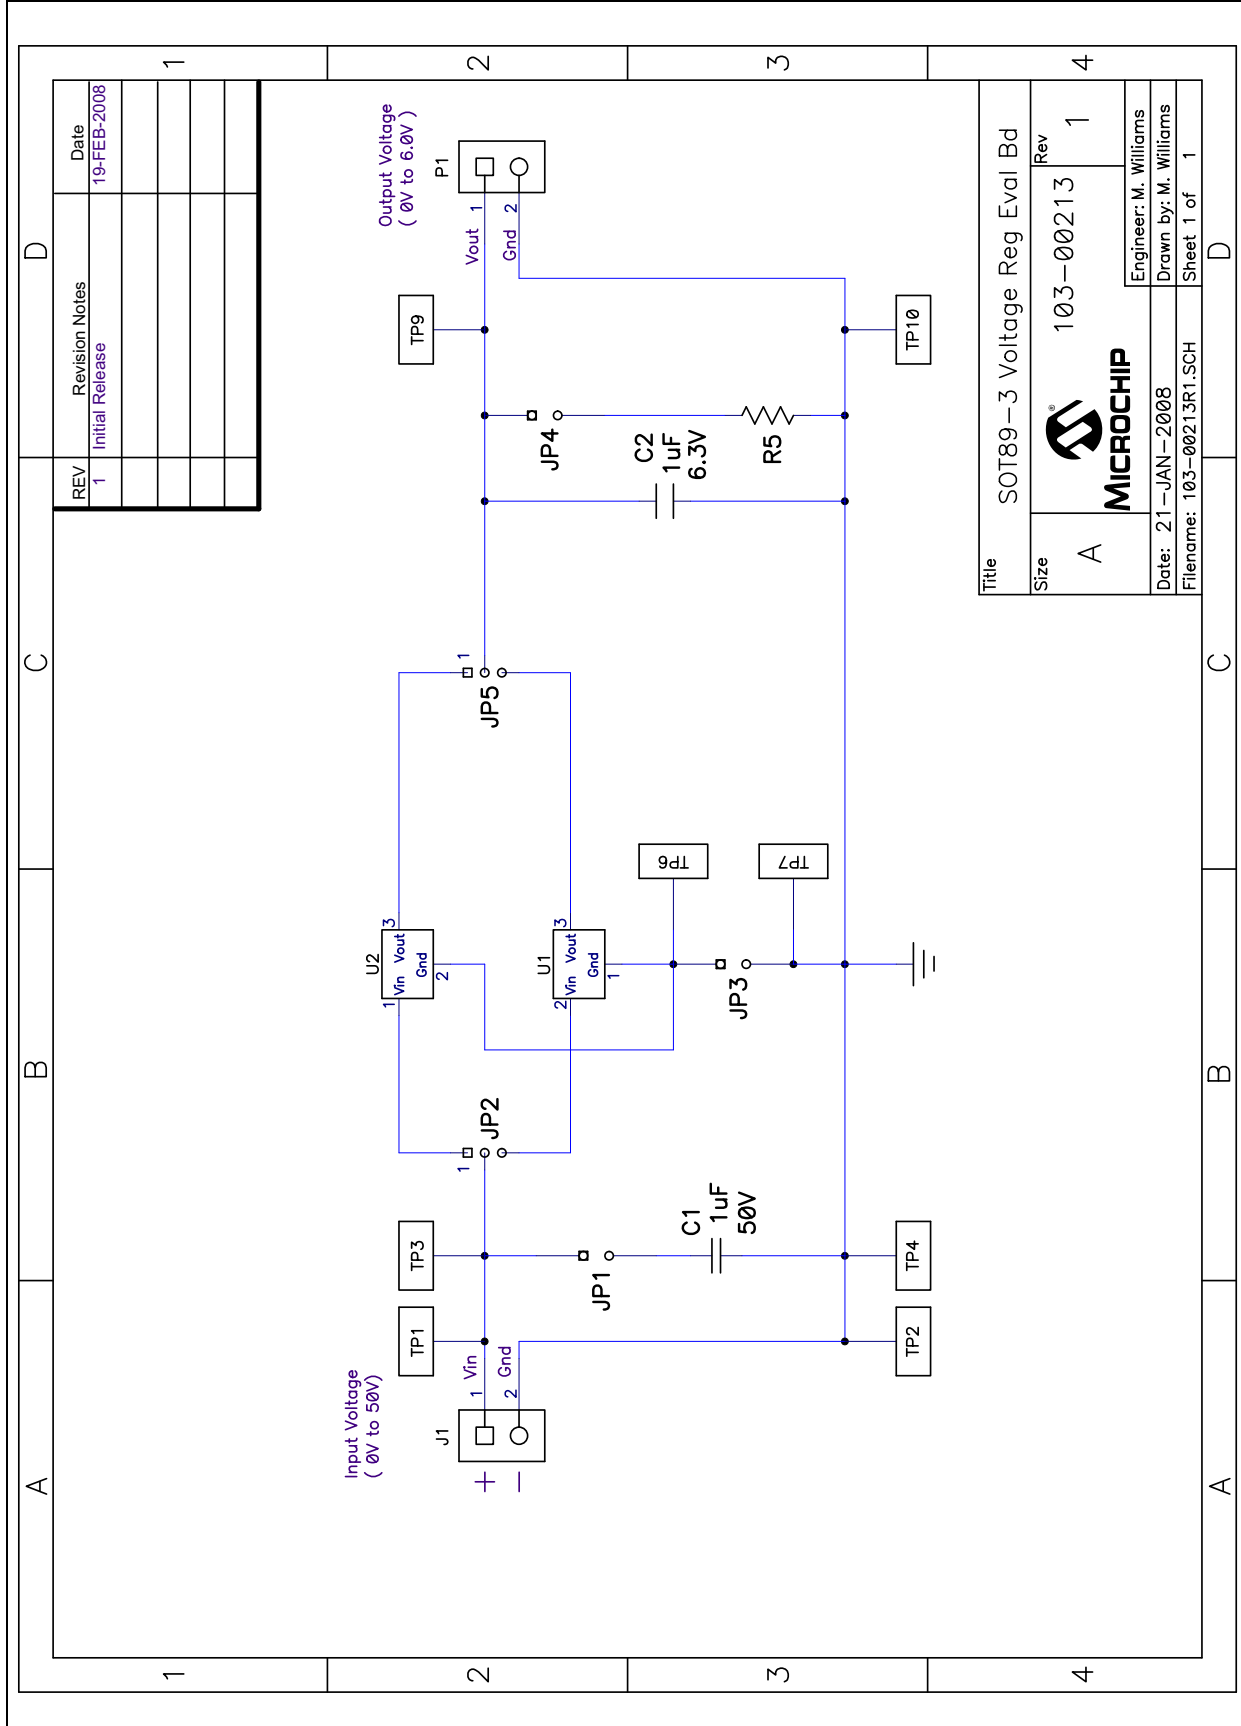 A
B
C
D
1
2
3
4
REV
Revision Notes
Date
1
Initial Release
19-FEB-2008
Input Voltage
( 0V to 50V)
Output Voltage
( 0V to 6.0V )
+
−
J1
1
Vin
2
Gnd
TP1
TP3
TP2
TP4
JP1
C1
1uF
50V
1
JP2
U2
1
Vin
Vout
3
Gnd
2
U1
2
Vin
Vout
3
Gnd
1
TP6
TP7
JP3
1
JP5
C2
1uF
6.3V
JP4
R5
TP9
TP10
Vout
1
Gnd
2
P1
Title
SOT89-3 Voltage Reg Eval Bd
Size
A
®
MICROCHIP
103-00213
Rev
1
Engineer: M. Williams
Date: 21-JAN-2008
Drawn by: M. Williams
Filename: 103-00213R1.SCH
Sheet 1 of 1
1
2
3
4
A
B
C
D